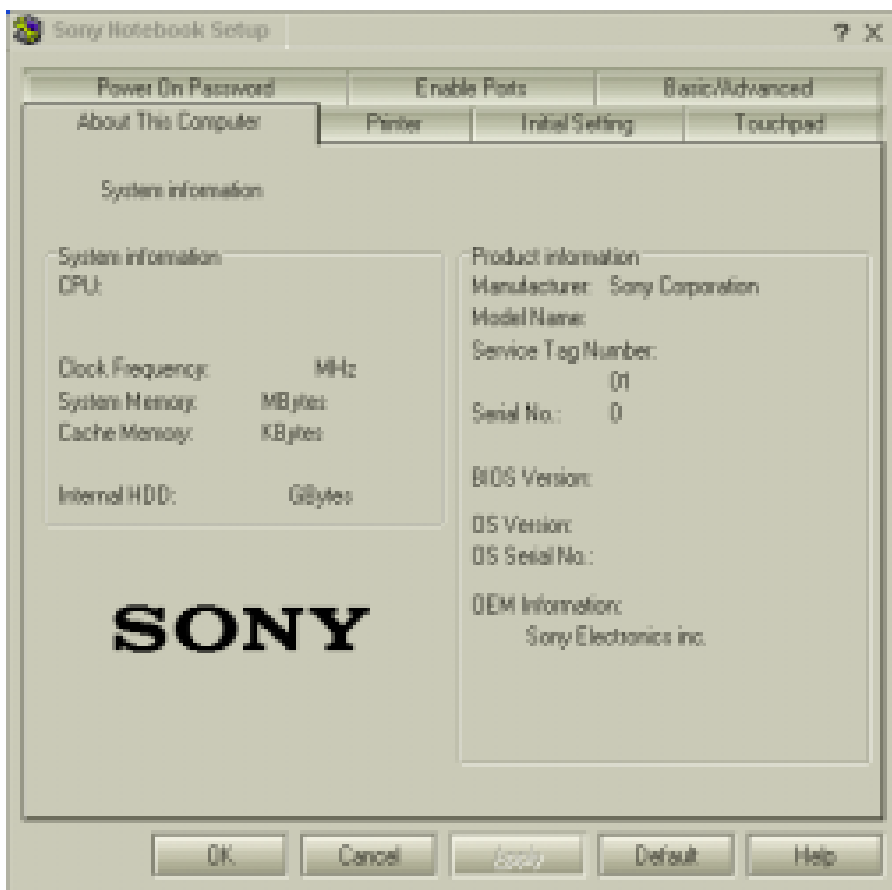 Sony Notebook Setup
? X
Power On Password Enable Ports Basic/Advanced
About This Computer Printer Initial Setting Touchpad
System information
System information
CPU:
Clock Frequency: MHz
System Memory: MBytes
Cache Memory: KBytes
Internal HDD: GBytes
SONY
Product information
Manufacturer: Sony Corporation
Model Name:
Service Tag Number:
01
Serial No.: 0
BIOS Version:
OS Version:
OS Serial No.:
OEM Information:
Sony Electronics inc.
OK Cancel Apply Default Help